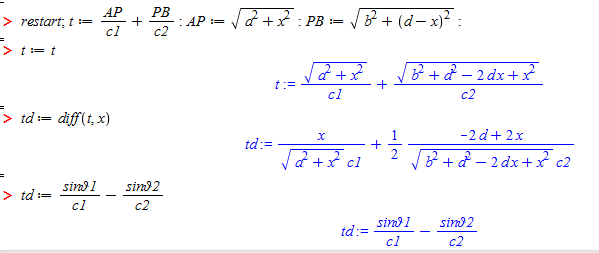 > restart; t := AP/c1 + PB/c2 : AP := √(a² + x²) : PB := √(b² + (d − x)²) :
> t := t
t := √(a² + x²)/c1 + √(b² + d² − 2 dx + x²)/c2
> td := diff(t, x)
td := x/(√(a² + x²) c1) + 1/2 (−2 d + 2 x)/(√(b² + d² − 2 dx + x²) c2)
> td := sinϑ1/c1 − sinϑ2/c2
td := sinϑ1/c1 − sinϑ2/c2